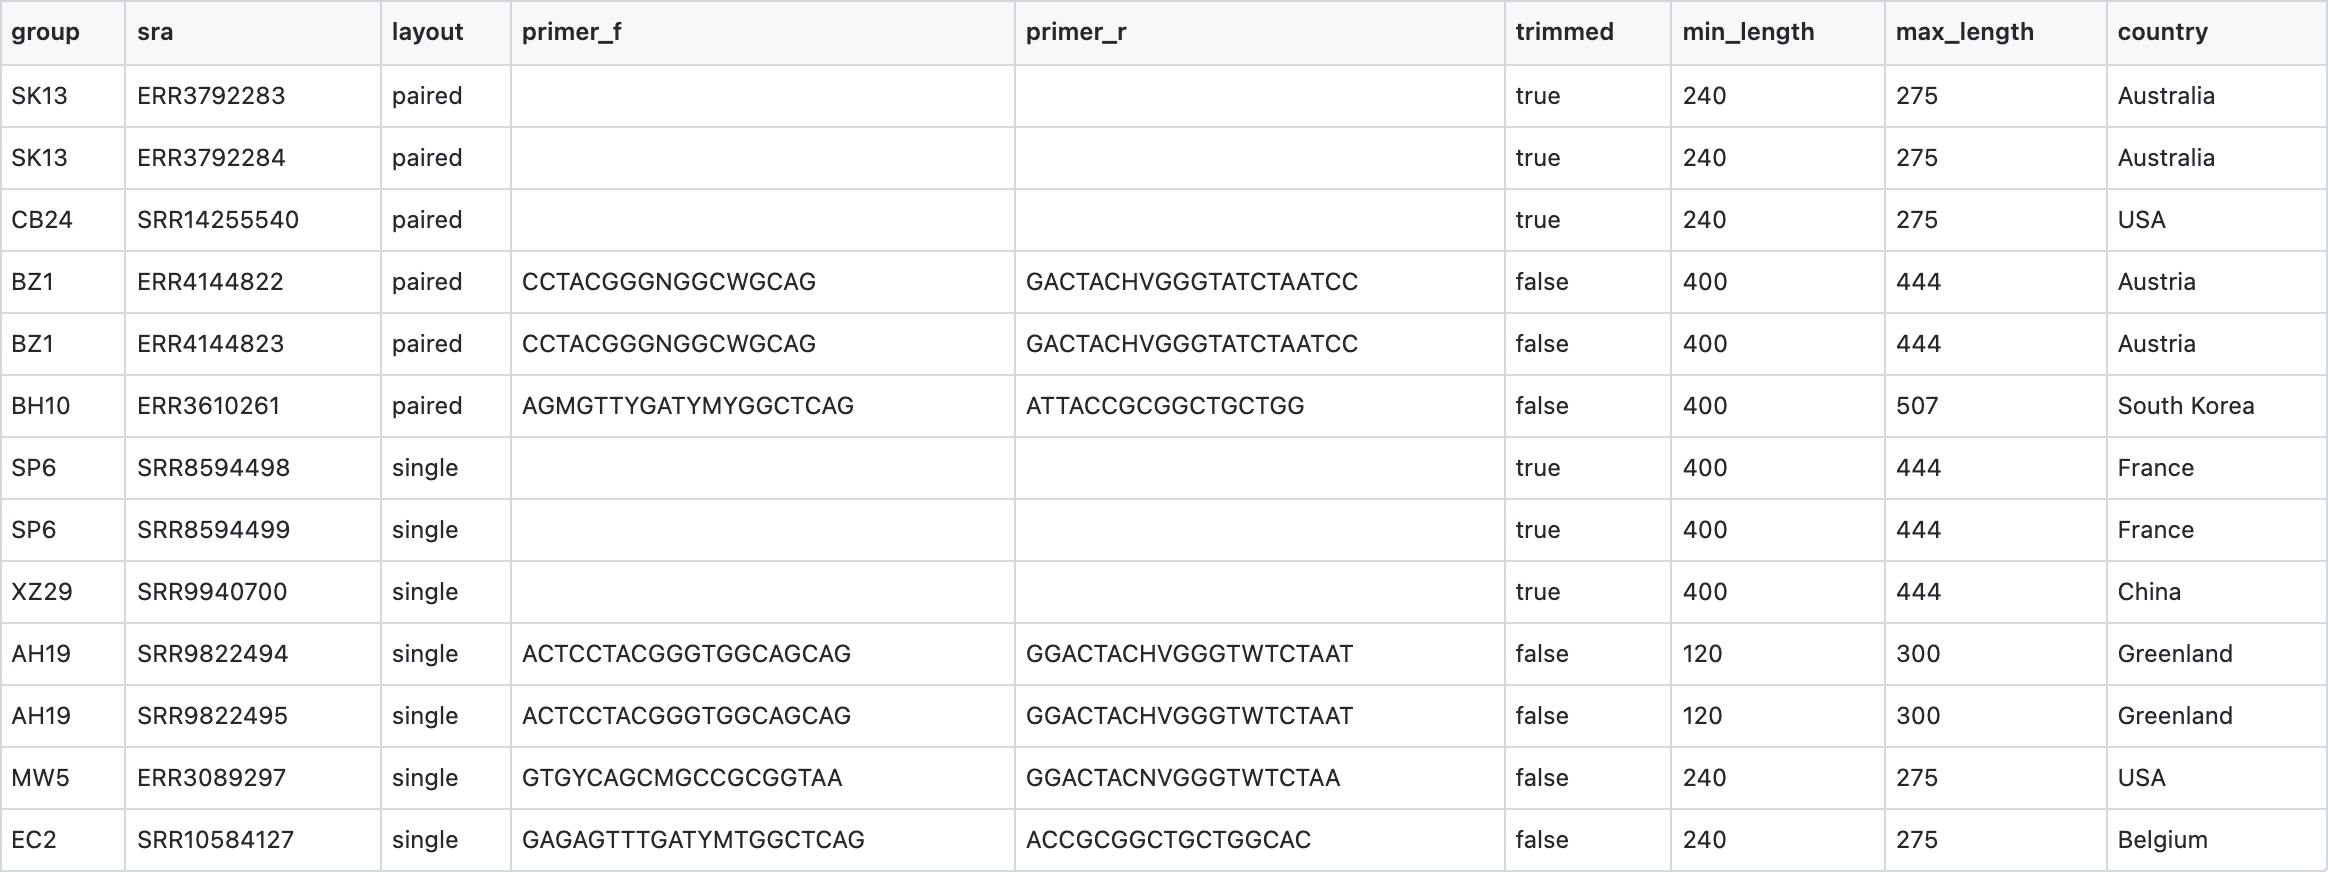 group sra layout primer_f primer_r trimmed min_length max_length country
SK13 ERR3792283 paired true 240 275 Australia
SK13 ERR3792284 paired true 240 275 Australia
CB24 SRR14255540 paired true 240 275 USA
BZ1 ERR4144822 paired CCTACGGGNGGCWGCAG GACTACHVGGGTATCTAATCC false 400 444 Austria
BZ1 ERR4144823 paired CCTACGGGNGGCWGCAG GACTACHVGGGTATCTAATCC false 400 444 Austria
BH10 ERR3610261 paired AGMGTTYGATYMYGGCTCAG ATTACCGCGGCTGCTGG false 400 507 South Korea
SP6 SRR8594498 single true 400 444 France
SP6 SRR8594499 single true 400 444 France
XZ29 SRR9940700 single true 400 444 China
AH19 SRR9822494 single ACTCCTACGGGTGGCAGCAG GGACTACHVGGGTWTCTAAT false 120 300 Greenland
AH19 SRR9822495 single ACTCCTACGGGTGGCAGCAG GGACTACHVGGGTWTCTAAT false 120 300 Greenland
MW5 ERR3089297 single GTGYCAGCMGCCGCGGTAA GGACTACNVGGGTWTCTAA false 240 275 USA
EC2 SRR10584127 single GAGAGTTTGATYMTGGCTCAG ACCGCGGCTGCTGGCAC false 240 275 Belgium